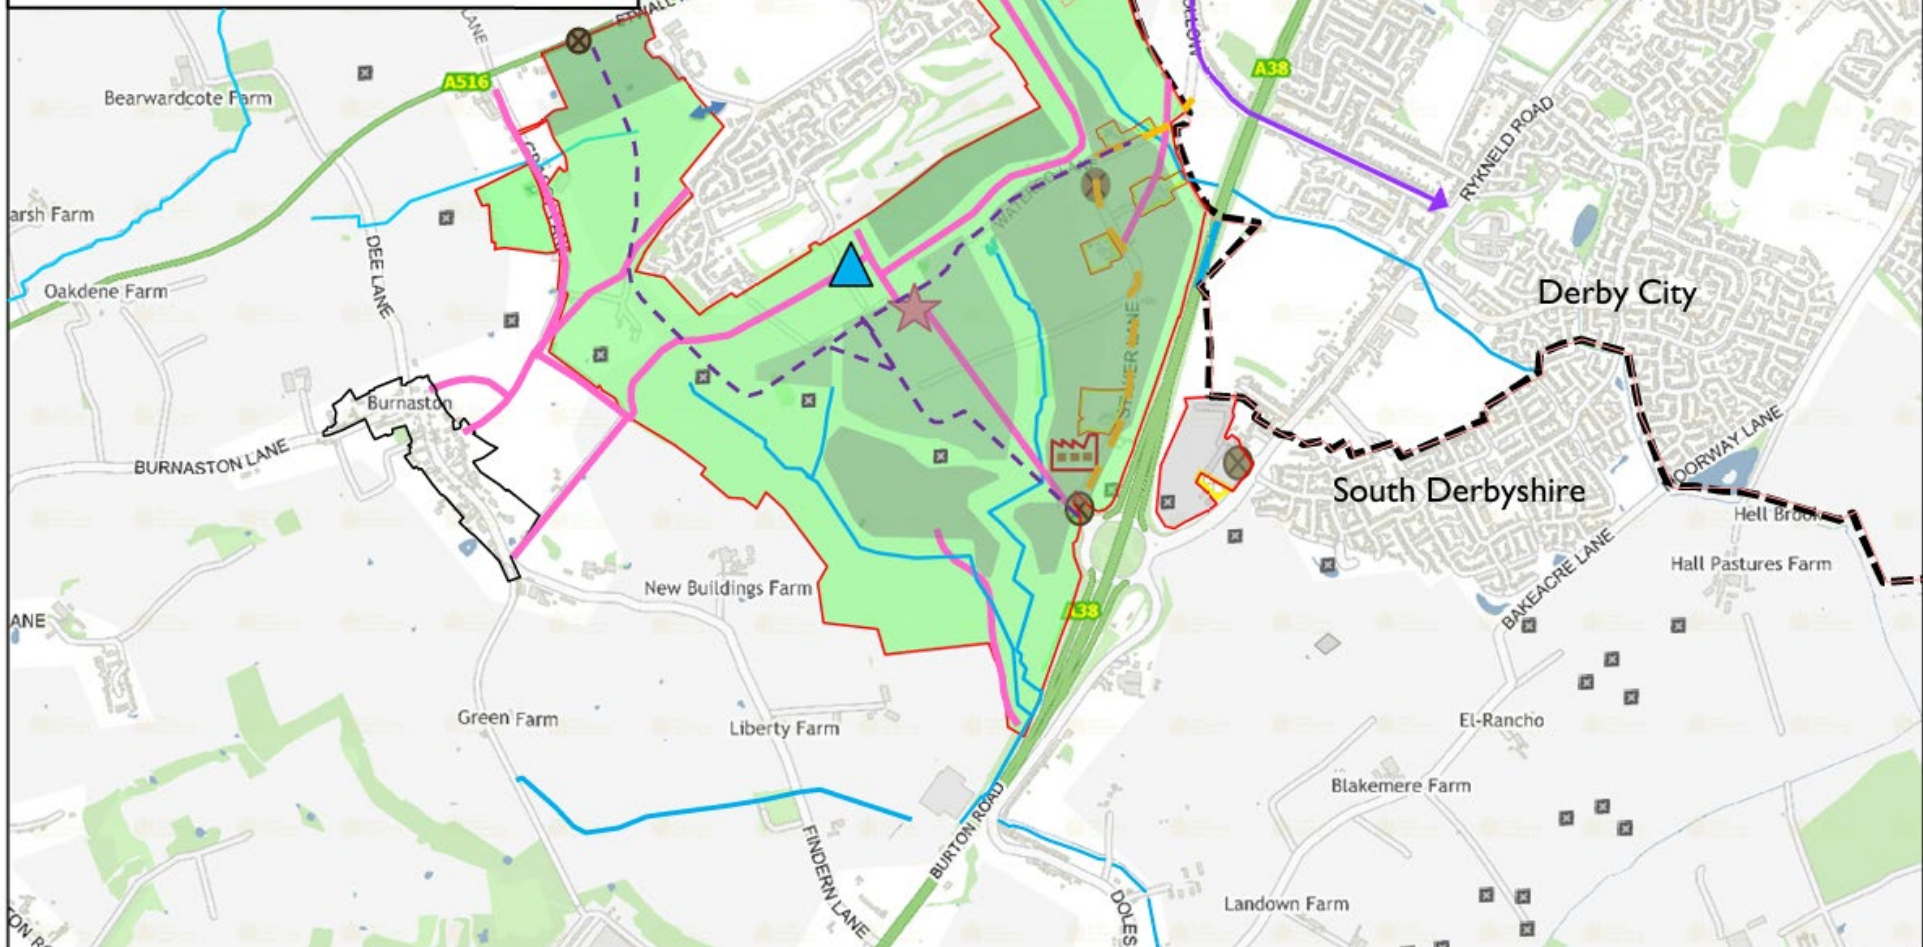 A516
A38
Bearwardcote Farm
RYKNELD ROAD
arsh Farm
DEE LANE
Oakdene Farm
Derby City
Burnaston
BURNASTON LANE
South Derbyshire
Hell Brook
Hall Pastures Farm
BAKEACRE LANE
New Buildings Farm
ANE
A38
Green Farm
Liberty Farm
El-Rancho
Blakemere Farm
BURTON ROAD
FINDERN LANE
Landown Farm
DOLES